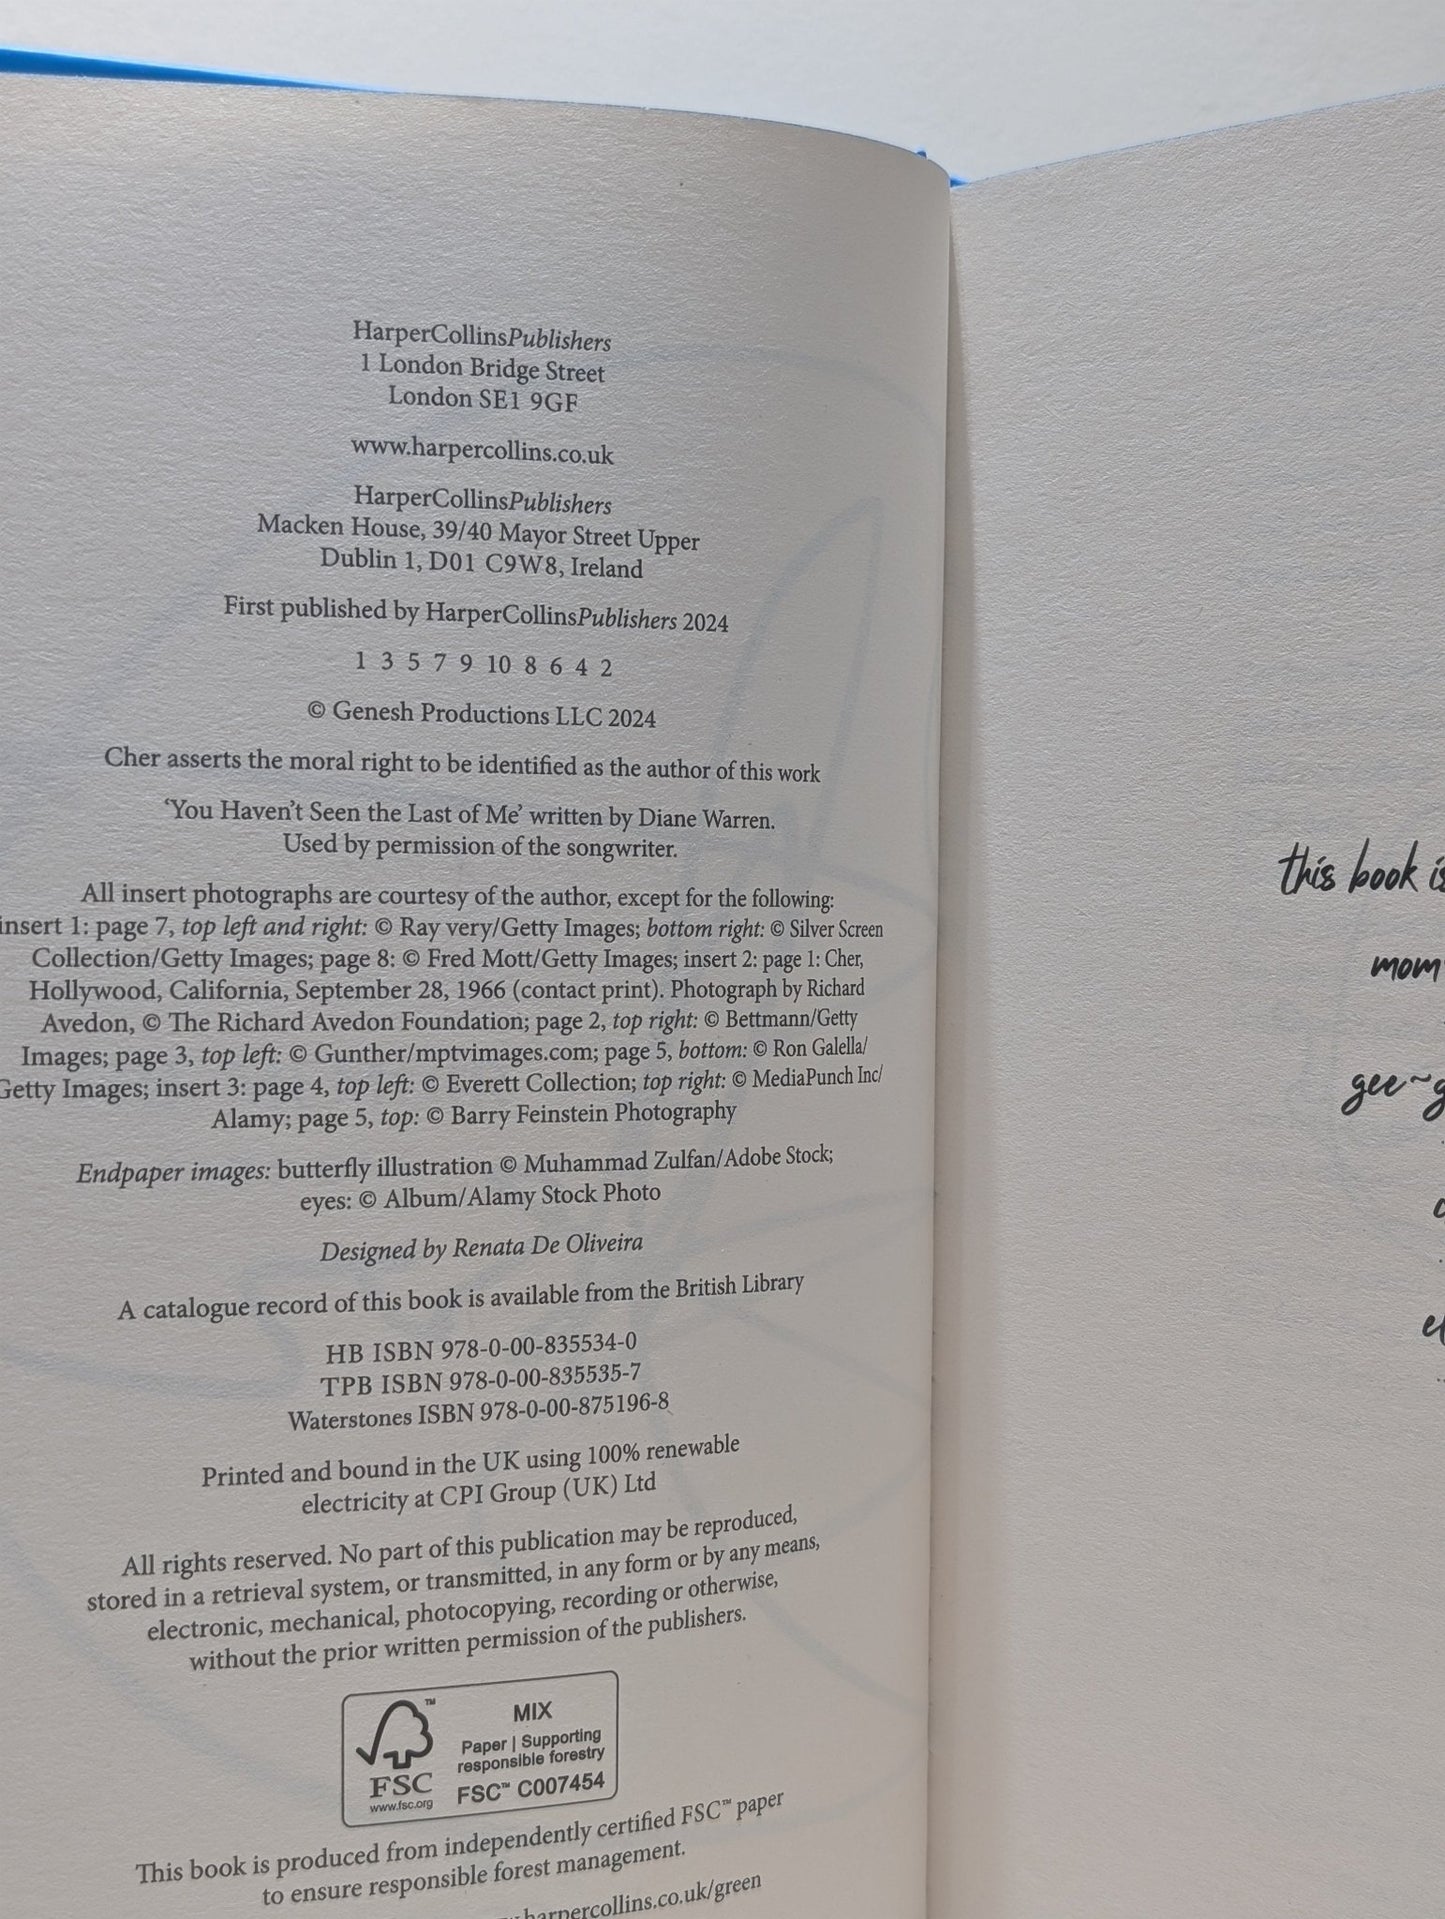 HarperCollinsPublishers
1 London Bridge Street
London SE1 9GF
www.harpercollins.co.uk
HarperCollinsPublishers
Macken House, 39/40 Mayor Street Upper
Dublin 1, D01 C9W8, Ireland
First published by HarperCollinsPublishers 2024
1 3 5 7 9 10 8 6 4 2
© Genesh Productions LLC 2024
Cher asserts the moral right to be identified as the author of this work
‘You Haven’t Seen the Last of Me’ written by Diane Warren.
Used by permission of the songwriter.
All insert photographs are courtesy of the author, except for the following:
insert 1: page 7, top left and right: © Ray very/Getty Images; bottom right: © Silver Screen
Collection/Getty Images; page 8: © Fred Mott/Getty Images; insert 2: page 1: Cher,
Hollywood, California, September 28, 1966 (contact print). Photograph by Richard
Avedon, © The Richard Avedon Foundation; page 2, top right: © Bettmann/Getty
Images; page 3, top left: © Gunther/mptvimages.com; page 5, bottom: © Ron Galella/
Getty Images; insert 3: page 4, top left: © Everett Collection; top right: © MediaPunch Inc/
Alamy; page 5, top: © Barry Feinstein Photography
Endpaper images: butterfly illustration © Muhammad Zulfan/Adobe Stock;
eyes: © Album/Alamy Stock Photo
Designed by Renata De Oliveira
A catalogue record of this book is available from the British Library
HB ISBN 978-0-00-835534-0
TPB ISBN 978-0-00-835535-7
Waterstones ISBN 978-0-00-875196-8
Printed and bound in the UK using 100% renewable
electricity at CPI Group (UK) Ltd
All rights reserved. No part of this publication may be reproduced,
stored in a retrieval system, or transmitted, in any form or by any means,
electronic, mechanical, photocopying, recording or otherwise,
without the prior written permission of the publishers.
FSC™
www.fsc.org
MIX
Paper | Supporting
responsible forestry
FSC™ C007454
This book is produced from independently certified FSC™ paper
to ensure responsible forest management.
harpercollins.co.uk/green
this book is
mom
gee~g